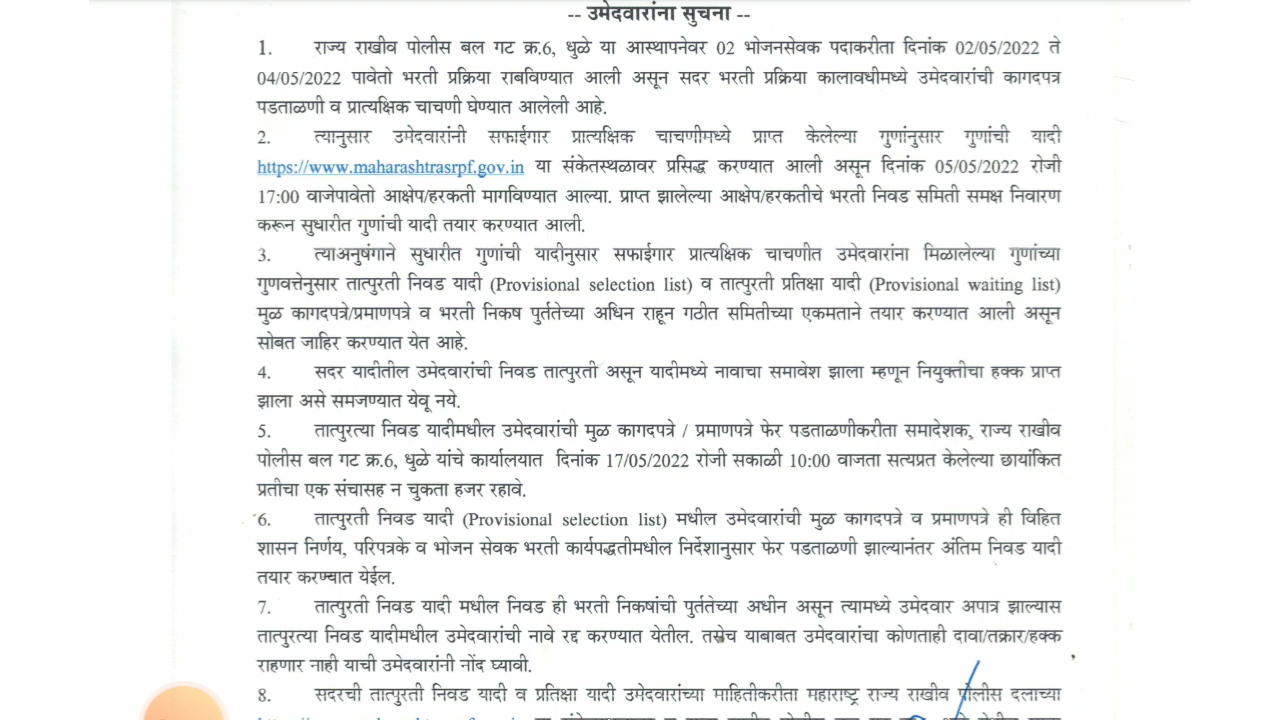 -- उमेदवारांना सुचना --
1. राज्य राखीव पोलीस बल गट क्र.6, धुळे या आस्थापनेवर 02 भोजनसेवक पदाकरीता दिनांक 02/05/2022 ते
04/05/2022 पावेतो भरती प्रक्रिया राबविण्यात आली असून सदर भरती प्रक्रिया कालावधीमध्ये उमेदवारांची कागदपत्र
पडताळणी व प्रात्यक्षिक चाचणी घेण्यात आलेली आहे.
2. त्यानुसार उमेदवारांनी सफाईगार प्रात्यक्षिक चाचणीमध्ये प्राप्त केलेल्या गुणांनुसार गुणांची यादी
https://www.maharashtrasrpf.gov.in या संकेतस्थळावर प्रसिद्ध करण्यात आली असून दिनांक 05/05/2022 रोजी
17:00 वाजेपावेतो आक्षेप/हरकती मागविण्यात आल्या. प्राप्त झालेल्या आक्षेप/हरकतीचे भरती निवड समिती समक्ष निवारण
करून सुधारीत गुणांची यादी तयार करण्यात आली.
3. त्याअनुषंगाने सुधारीत गुणांची यादीनुसार सफाईगार प्रात्यक्षिक चाचणीत उमेदवारांना मिळालेल्या गुणांच्या
गुणवत्तेनुसार तात्पुरती निवड यादी (Provisional selection list) व तात्पुरती प्रतिक्षा यादी (Provisional waiting list)
मुळ कागदपत्रे/प्रमाणपत्रे व भरती निकष पुर्ततेच्या अधिन राहून गठीत समितीच्या एकमताने तयार करण्यात आली असून
सोबत जाहिर करण्यात येत आहे.
4. सदर यादीतील उमेदवारांची निवड तात्पुरती असून यादीमध्ये नावाचा समावेश झाला म्हणून नियुक्तीचा हक्क प्राप्त
झाला असे समजण्यात येवू नये.
5. तात्पुरत्या निवड यादीमधील उमेदवारांची मुळ कागदपत्रे / प्रमाणपत्रे फेर पडताळणीकरीता समादेशक, राज्य राखीव
पोलीस बल गट क्र.6, धुळे यांचे कार्यालयात दिनांक 17/05/2022 रोजी सकाळी 10:00 वाजता सत्यप्रत केलेल्या छायांकित
प्रतीचा एक संचासह न चुकता हजर रहावे.
6. तात्पुरती निवड यादी (Provisional selection list) मधील उमेदवारांची मुळ कागदपत्रे व प्रमाणपत्रे ही विहित
शासन निर्णय, परिपत्रके व भोजन सेवक भरती कार्यपद्धतीमधील निर्देशानुसार फेर पडताळणी झाल्यानंतर अंतिम निवड यादी
तयार करण्यात येईल.
7. तात्पुरती निवड यादी मधील निवड ही भरती निकषांची पुर्ततेच्या अधीन असून त्यामध्ये उमेदवार अपात्र झाल्यास
तात्पुरत्या निवड यादीमधील उमेदवारांची नावे रद्द करण्यात येतील. तसेच याबाबत उमेदवारांचा कोणताही दावा/तक्रार/हक्क
राहणार नाही याची उमेदवारांनी नोंद घ्यावी.
8. सदरची तात्पुरती निवड यादी व प्रतिक्षा यादी उमेदवारांच्या माहितीकरीता महाराष्ट्र राज्य राखीव पोलीस दलाच्या